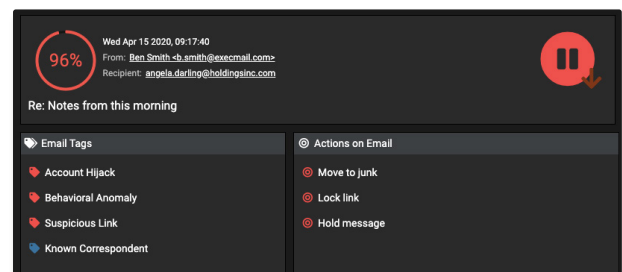 96%
Wed Apr 15 2020, 09:17:40
From: Ben Smith <b.smith@execmail.com>
Recipient: angela.darling@holdingsinc.com
Re: Notes from this morning
Email Tags
Account Hijack
Behavioral Anomaly
Suspicious Link
Known Correspondent
Actions on Email
Move to junk
Lock link
Hold message